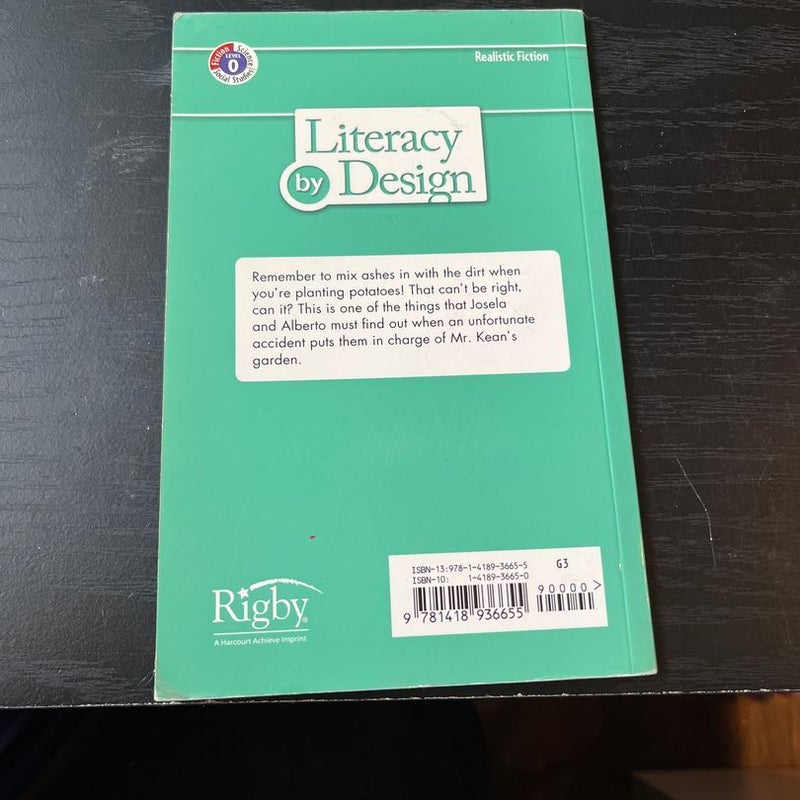 Fiction
Science
Social Studies
LEVEL
O
Realistic Fiction
Literacy
by Design
Remember to mix ashes in with the dirt when
you're planting potatoes! That can't be right,
can it? This is one of the things that Josela
and Alberto must find out when an unfortunate
accident puts them in charge of Mr. Kean's
garden.
ISBN-13:978-1-4189-3665-5 G3
ISBN-10: 1-4189-3665-0
90000>
9 781418 936655
Rigby®
A Harcourt Achieve Imprint